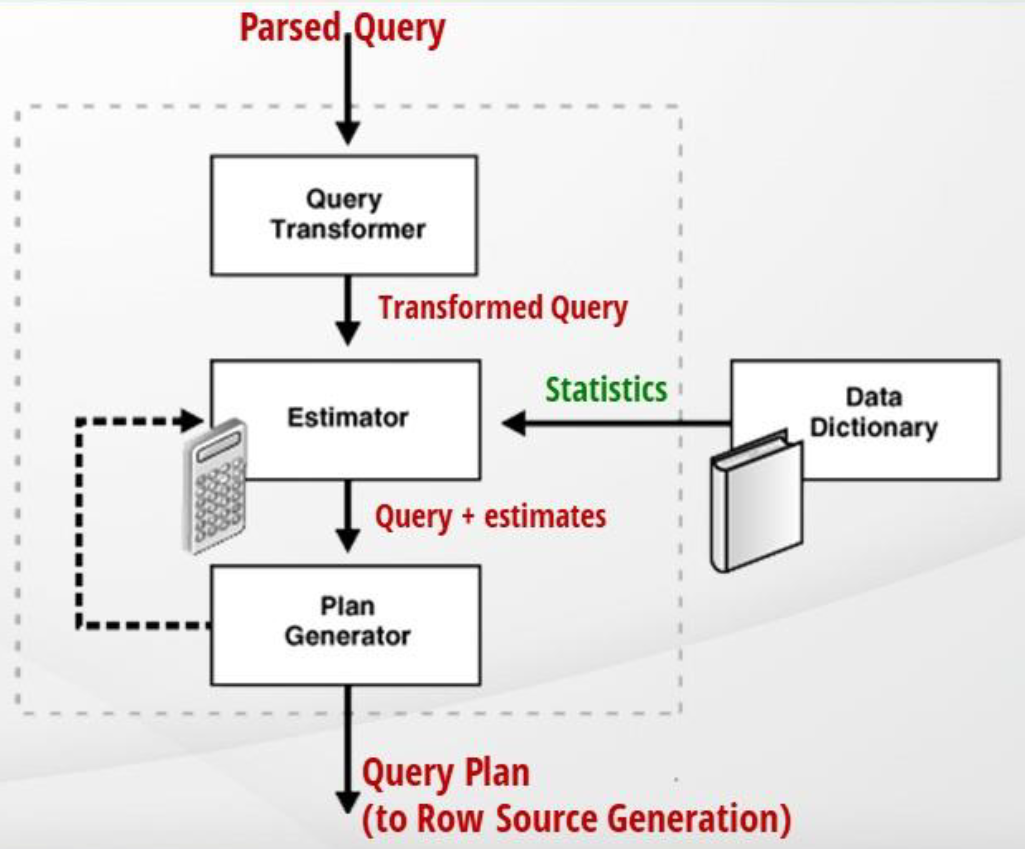 Parsed Query
Query
Transformer
Transformed Query
Estimator
Statistics
Data
Dictionary
Query + estimates
Plan
Generator
Query Plan
(to Row Source Generation)